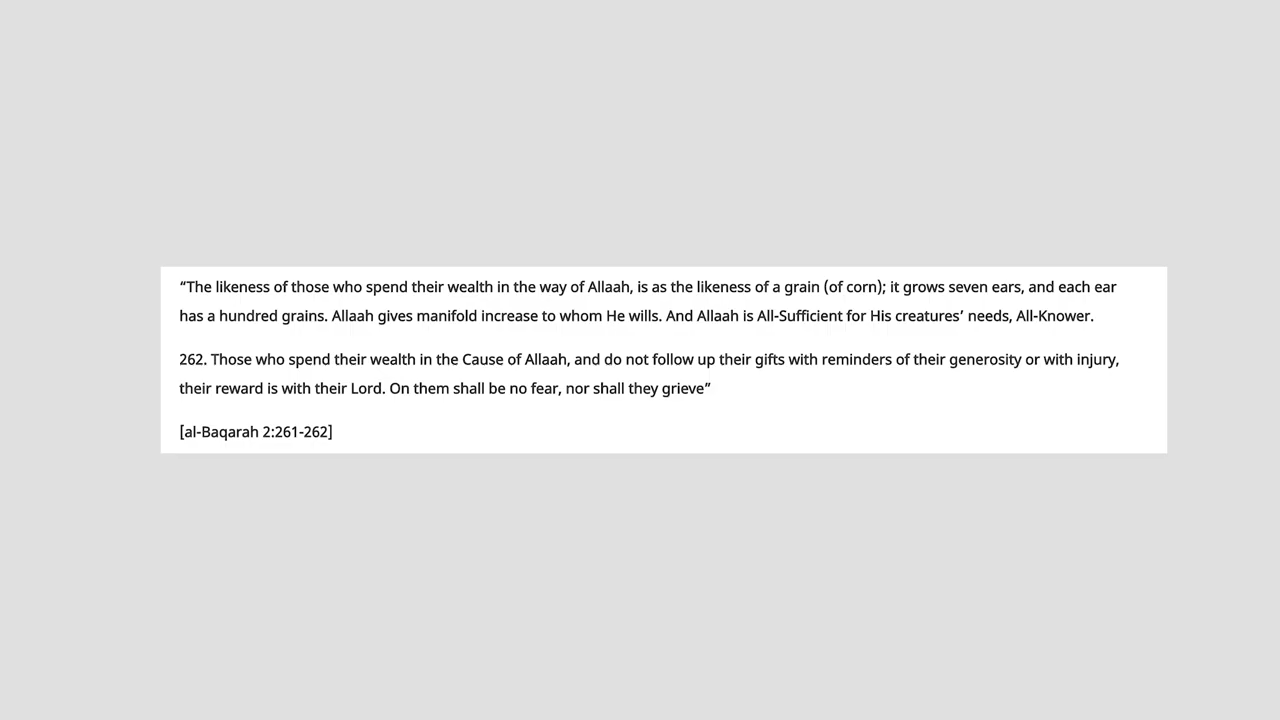 “The likeness of those who spend their wealth in the way of Allaah, is as the likeness of a grain (of corn); it grows seven ears, and each ear
has a hundred grains. Allaah gives manifold increase to whom He wills. And Allaah is All-Sufficient for His creatures’ needs, All-Knower.
262. Those who spend their wealth in the Cause of Allaah, and do not follow up their gifts with reminders of their generosity or with injury,
their reward is with their Lord. On them shall be no fear, nor shall they grieve”
[al-Baqarah 2:261-262]